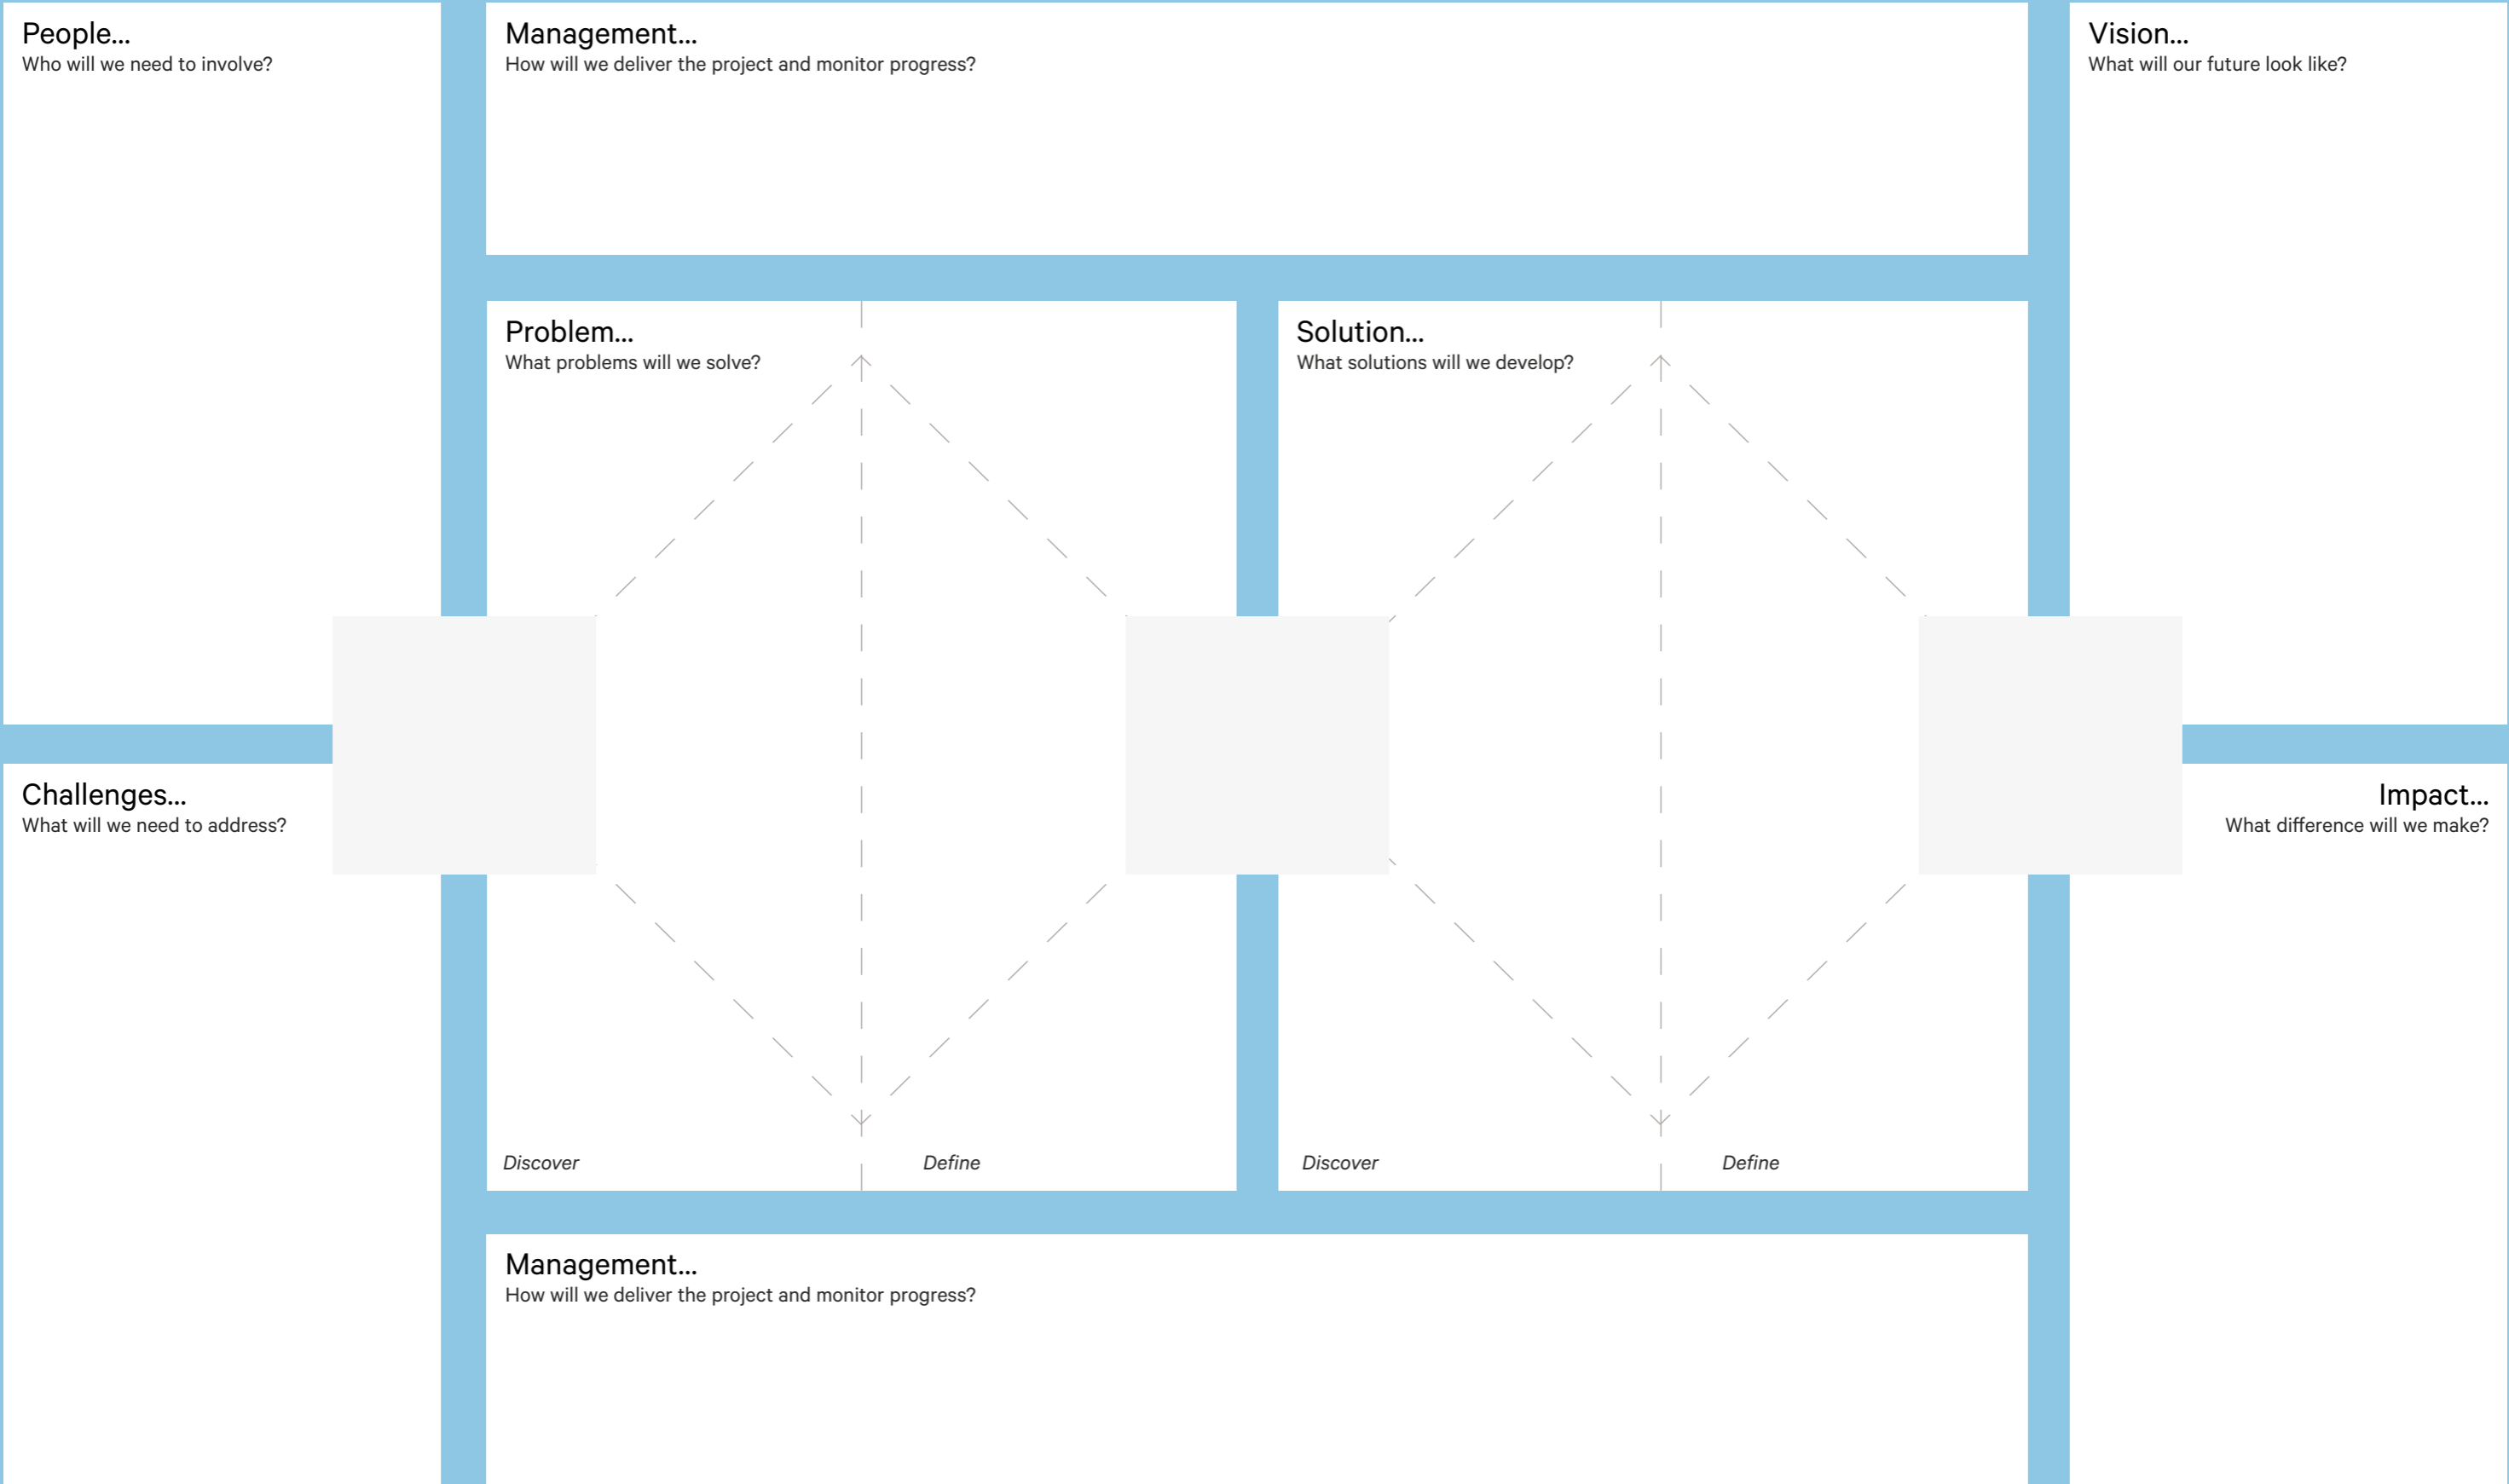 People...
Who will we need to involve?
Management...
How will we deliver the project and monitor progress?
Vision...
What will our future look like?
Problem...
What problems will we solve?
Solution...
What solutions will we develop?
Challenges...
What will we need to address?
Impact...
What difference will we make?
Discover
Define
Discover
Define
Management...
How will we deliver the project and monitor progress?